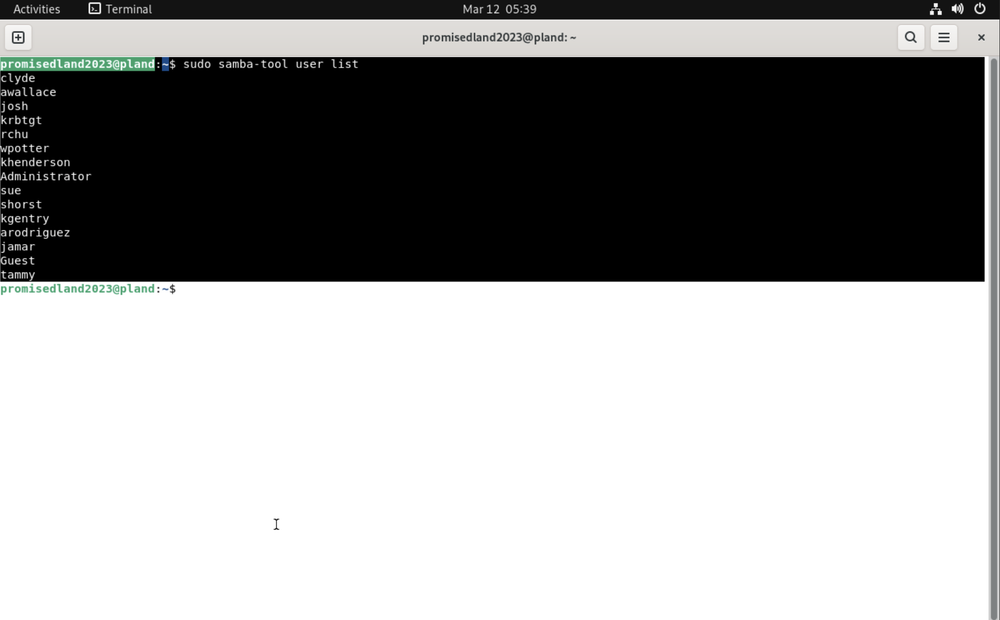 Activities Terminal Mar 12 05:39
promisedland2023@pland: ~
promisedland2023@pland:~$ sudo samba-tool user list
clyde
awallace
josh
krbtgt
rchu
wpotter
khenderson
Administrator
sue
shorst
kgentry
arodriguez
jamar
Guest
tammy
promisedland2023@pland:~$